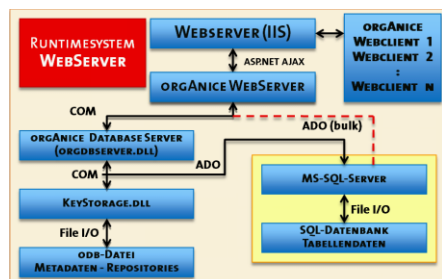 RUNTIMESYSTEM
WEBSERVER
WEBSERVER (IIS)
ASP.NET AJAX
ORGANICE WEBSERVER
ORGANICE
WEBCLIENT 1
WEBCLIENT 2
:
WEBCLIENT N
COM
ADO (bulk)
ORGANICE DATABASE SERVER
(ORGDBSERVER.DLL)
COM
ADO
MS-SQL-SERVER
KEYSTORAGE.DLL
File I/O
File I/O
SQL-DATENBANK
TABELLENDATEN
ODB-DATEI
METADATEN - REPOSITORIES